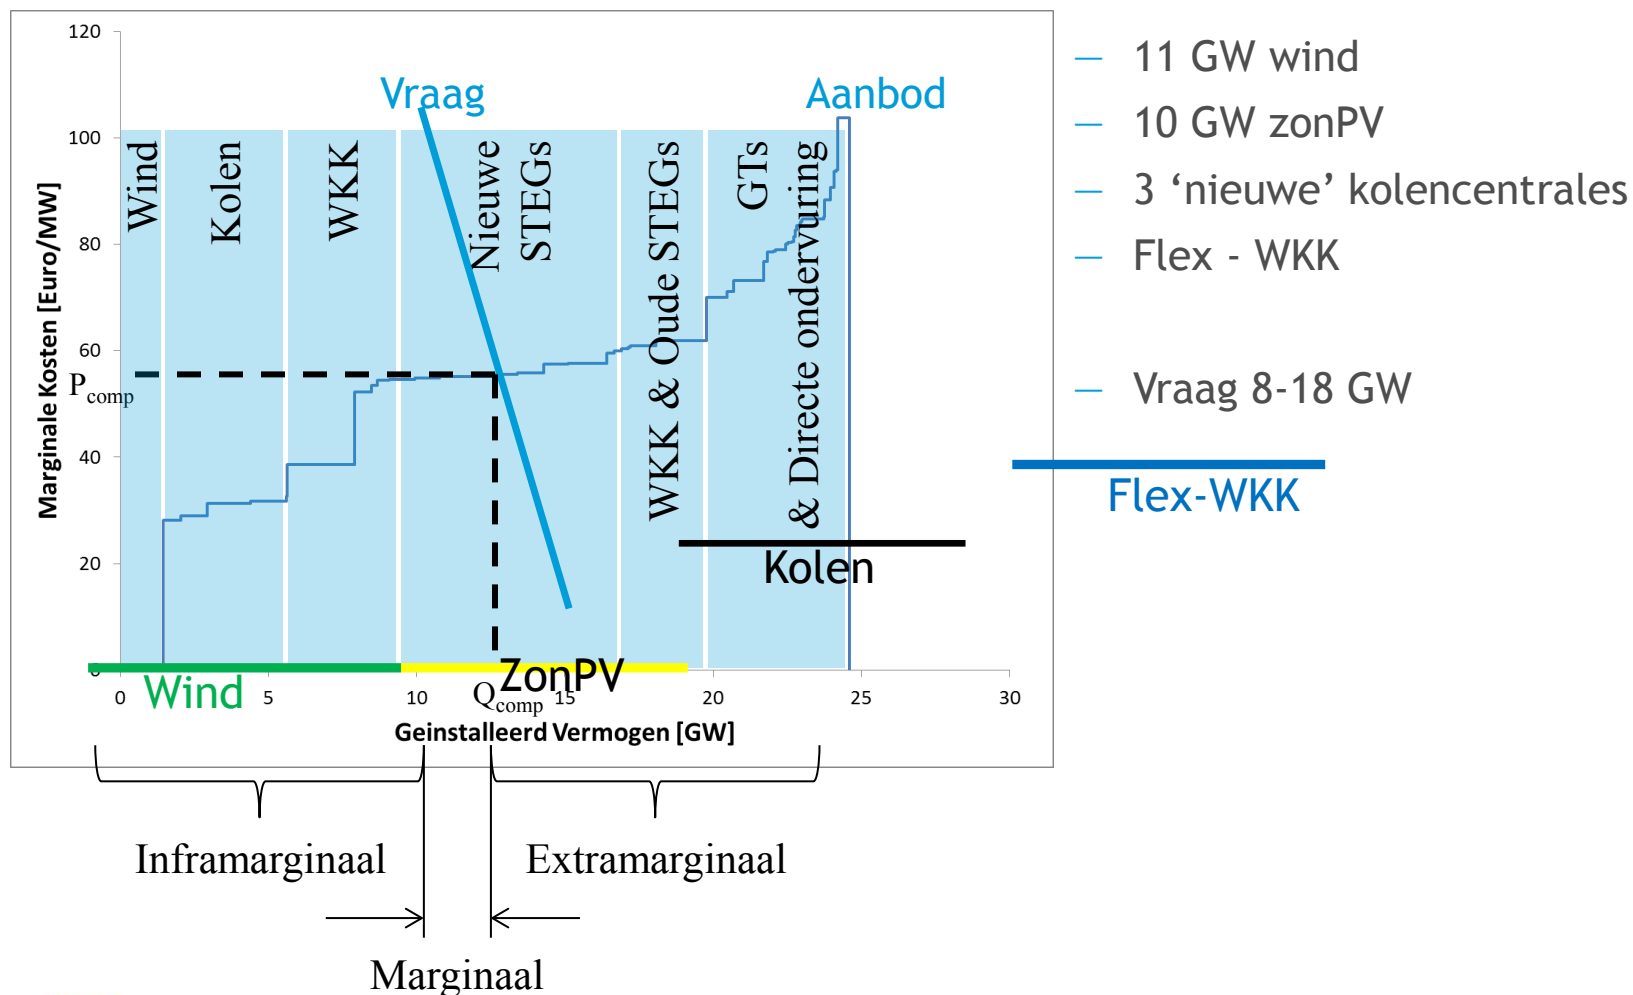 120
100
80
60
40
20
0
Marginale Kosten [Euro/MW]
Vraag
Aanbod
Wind
Kolen
WKK
Nieuwe
STEGs
WKK & Oude STEGs
GTs
& Directe ondervuring
P comp
Kolen
Wind
ZonPV
0 5 10 15 20 25 30
Q comp
Geinstalleerd Vermogen [GW]
Inframarginaal
Extramarginaal
Marginaal
— 11 GW wind
— 10 GW zonPV
— 3 ‘nieuwe’ kolencentrales
— Flex - WKK
— Vraag 8-18 GW
Flex-WKK